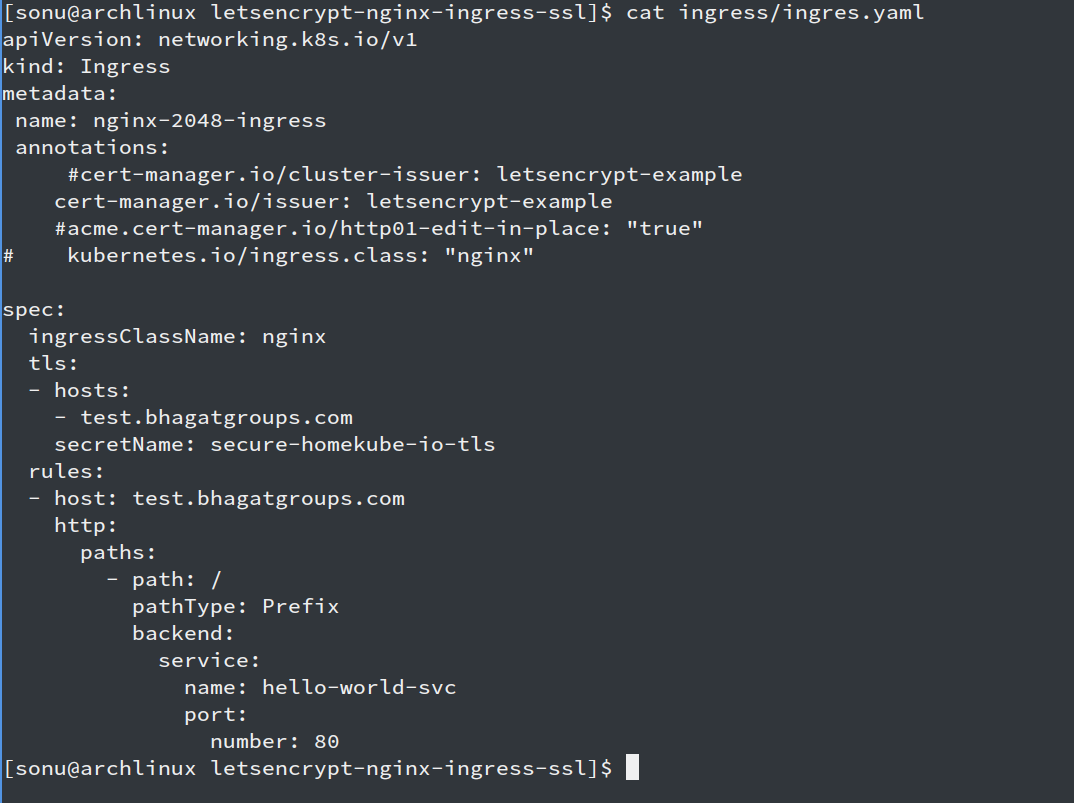 [sonu@archlinux letsencrypt-nginx-ingress-ssl]$ cat ingress/ingres.yaml
apiVersion: networking.k8s.io/v1
kind: Ingress
metadata:
 name: nginx-2048-ingress
 annotations:
     #cert-manager.io/cluster-issuer: letsencrypt-example
    cert-manager.io/issuer: letsencrypt-example
    #acme.cert-manager.io/http01-edit-in-place: "true"
#    kubernetes.io/ingress.class: "nginx"

spec:
  ingressClassName: nginx
  tls:
  - hosts:
    - test.bhagatgroups.com
    secretName: secure-homekube-io-tls
  rules:
  - host: test.bhagatgroups.com
    http:
      paths:
        - path: /
          pathType: Prefix
          backend:
            service:
              name: hello-world-svc
              port:
                number: 80
[sonu@archlinux letsencrypt-nginx-ingress-ssl]$